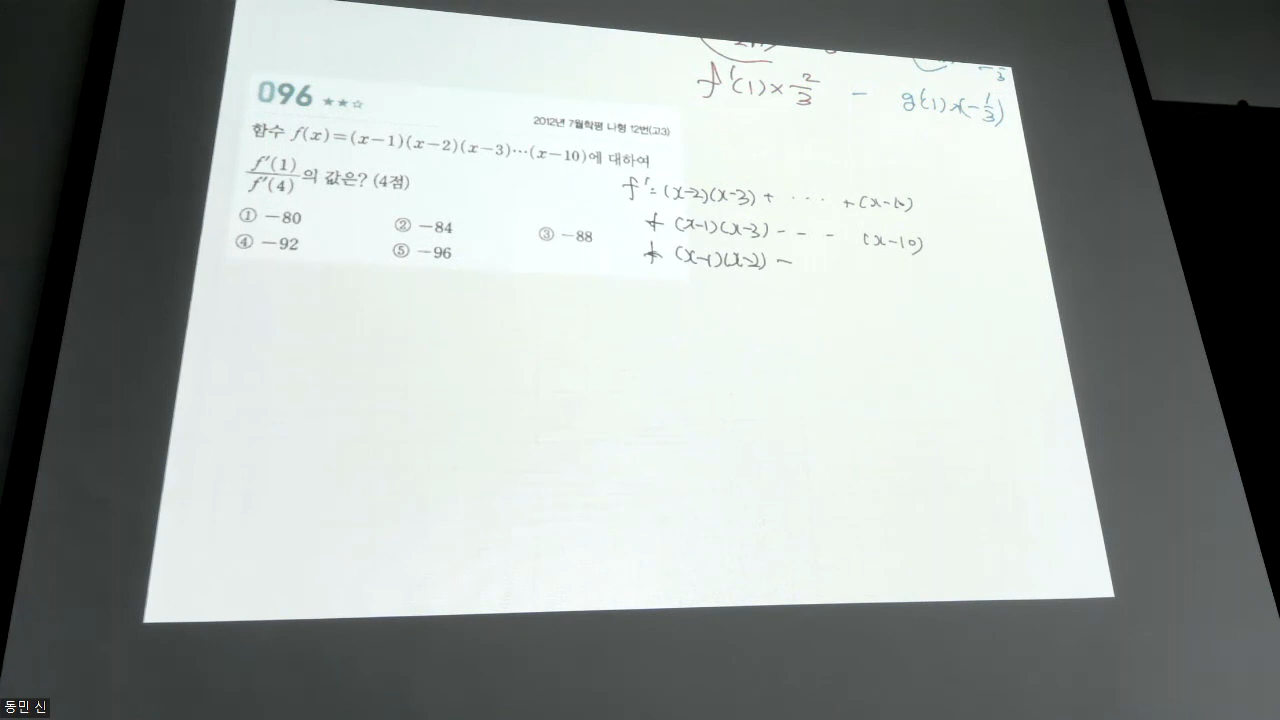 f'(1)×2/3 - g'(1)×(-1/3)
096 ★★☆
2012년 7월학평 나형 12번(고3)
함수 f(x)=(x-1)(x-2)(x-3)⋯(x-10)에 대하여
f'(1)/f'(4)의 값은? (4점)
① -80
② -84
③ -88
④ -92
⑤ -96
f'=(x-2)(x-3)+ ⋯ +(x-10)
+ (x-1)(x-3) - - - (x-10)
+ (x-1)(x-2) -
동민 신